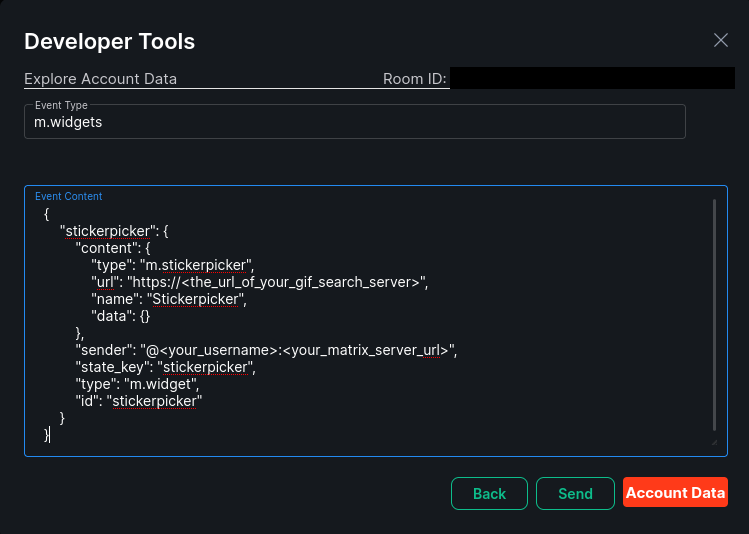 Developer Tools
Explore Account Data Room ID:
Event Type
m.widgets
Event Content
{
"stickerpicker": {
"content": {
"type": "m.stickerpicker",
"url": "https://<the_url_of_your_gif_search_server>",
"name": "Stickerpicker",
"data": {}
},
"sender": "@<your_username>:<your_matrix_server_url>",
"state_key": "stickerpicker",
"type": "m.widget",
"id": "stickerpicker"
}
}
Back Send Account Data